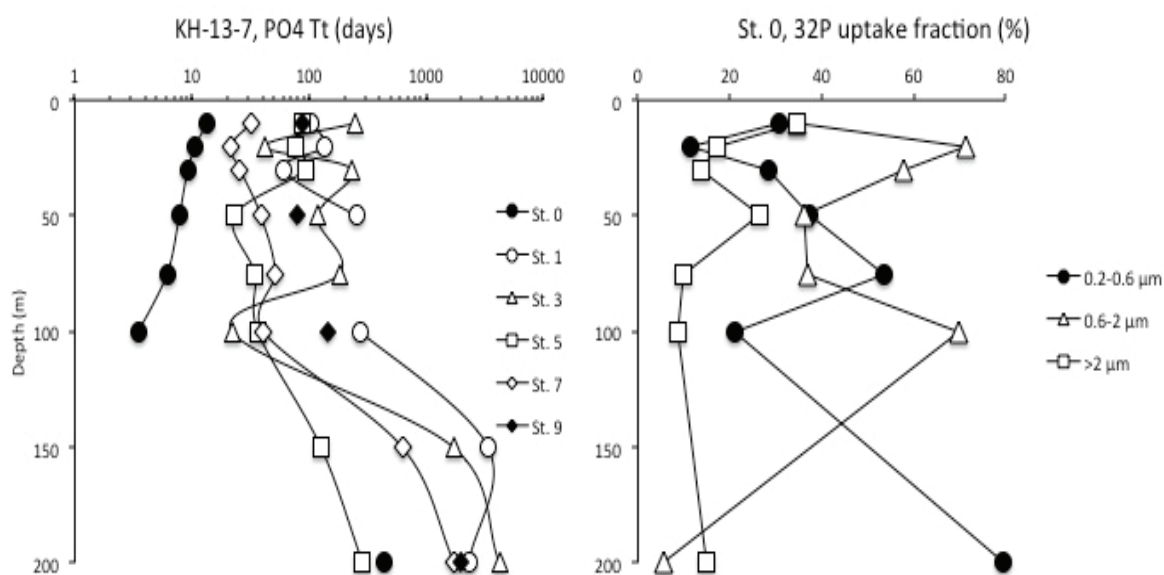 KH-13-7, PO4 Tt (days)
1 10 100 1000 10000
0
50
100
150
200
Depth (m)
St. 0
St. 1
St. 3
St. 5
St. 7
St. 9
St. 0, 32P uptake fraction (%)
0 20 40 60 80
0
50
100
150
200
0.2-0.6 µm
0.6-2 µm
>2 µm